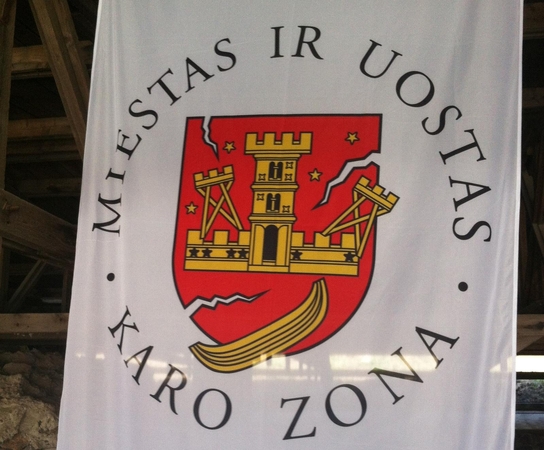 MIESTAS IR UOSTAS
• KARO ZONA •